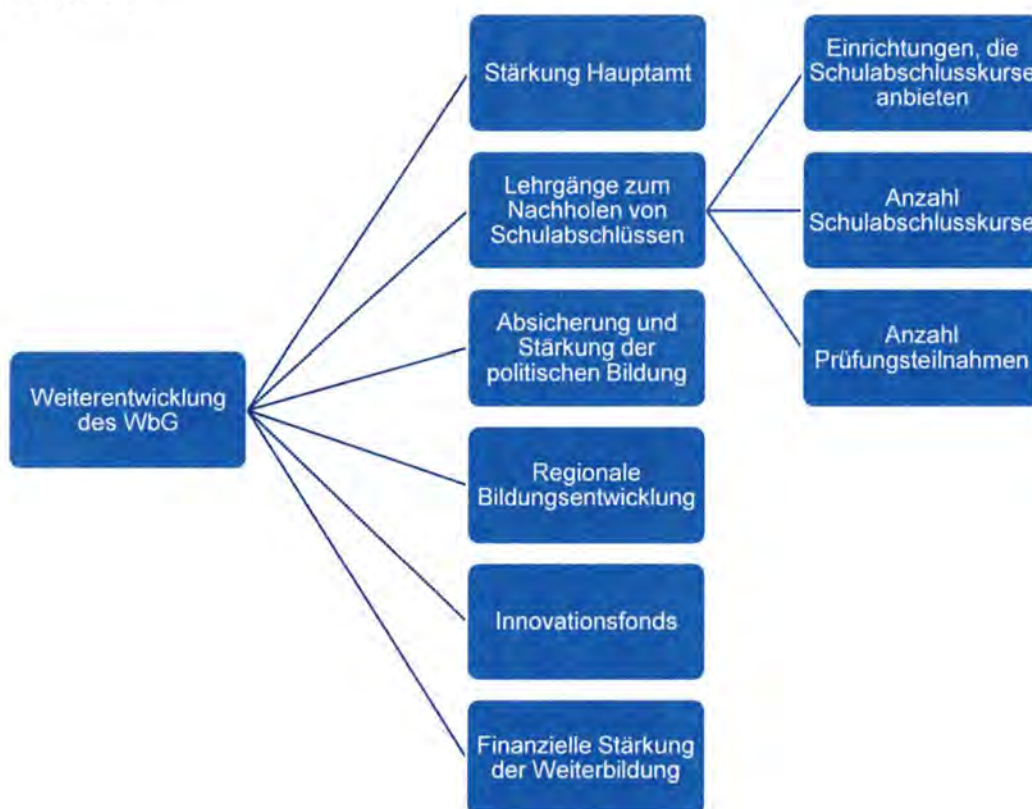 Weiterentwicklung
des WbG
Stärkung Hauptamt
Lehrgänge zum
Nachholen von
Schulabschlüssen
Absicherung und
Stärkung der
politischen Bildung
Regionale
Bildungsentwicklung
Innovationsfonds
Finanzielle Stärkung
der Weiterbildung
Einrichtungen, die
Schulabschlusskurse
anbieten
Anzahl
Schulabschlusskurse
Anzahl
Prüfungsteilnahmen